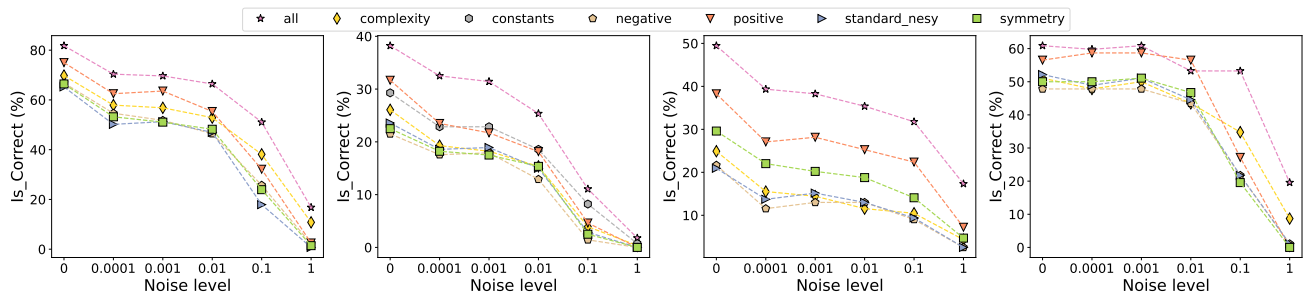 all complexity constants negative positive standard_nesy symmetry
Is_Correct (%)
80
60
40
20
0
0 0.0001 0.001 0.01 0.1 1
Noise level
Is_Correct (%)
40
30
20
10
0
0 0.0001 0.001 0.01 0.1 1
Noise level
Is_Correct (%)
50
40
30
20
10
0 0.0001 0.001 0.01 0.1 1
Noise level
Is_Correct (%)
60
50
40
30
20
10
0
0 0.0001 0.001 0.01 0.1 1
Noise level